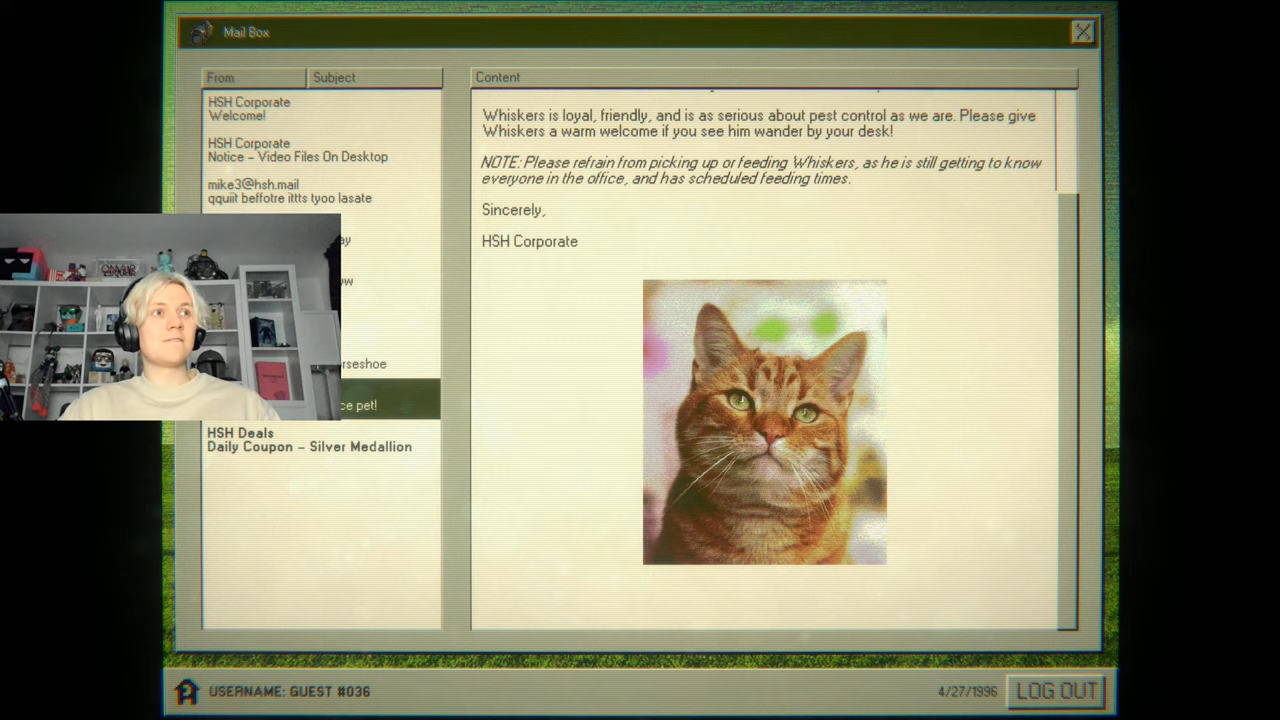 Mail Box
From
Subject
Content
HSH Corporate
Welcome!
HSH Corporate
Notice - Video Files On Desktop
mike3@hsh.mail
qquiit beffotre ittts tyoo lasate
ay
rseshoe
ce pet!
HSH Deals
Daily Coupon - Silver Medallion
Whiskers is loyal, friendly, and is as serious about pest control as we are. Please give
Whiskers a warm welcome if you see him wander by your desk!
NOTE: Please refrain from picking up or feeding Whiskers, as he is still getting to know
everyone in the office, and has scheduled feeding times.
Sincerely,
HSH Corporate
USERNAME: GUEST #036
4/27/1996
LOG OUT